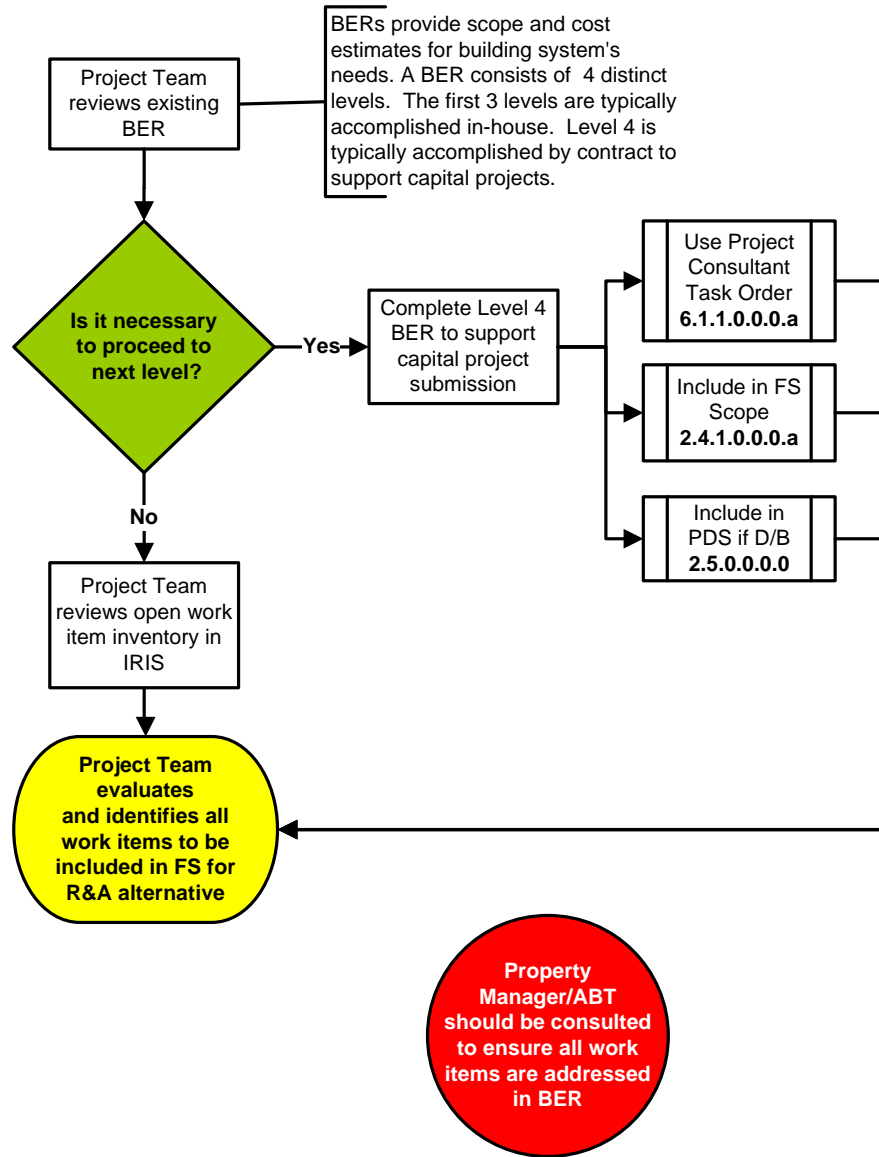 Project Team
reviews existing
BER
BERs provide scope and cost
estimates for building system's
needs. A BER consists of  4 distinct
levels.  The first 3 levels are typically
accomplished in-house.  Level 4 is
typically accomplished by contract to
support capital projects.
Is it necessary
to proceed to
next level?
Yes
Complete Level 4
BER to support
capital project
submission
Use Project
Consultant
Task Order
6.1.1.0.0.0.a
Include in FS
Scope
2.4.1.0.0.0.a
Include in
PDS if D/B
2.5.0.0.0.0
No
Project Team
reviews open work
item inventory in
IRIS
Project Team
evaluates
and identifies all
work items to be
included in FS for
R&A alternative
Property
Manager/ABT
should be consulted
to ensure all work
items are addressed
in BER